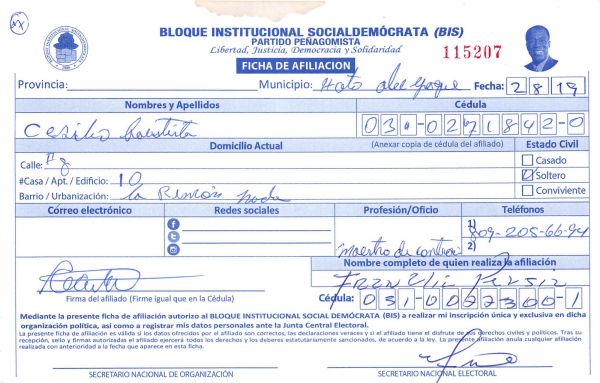 BLOQUE INSTITUCIONAL SOCIALDEMÓCRATA (BIS)
PARTIDO PEÑAGOMISTA
Libertad, Justicia, Democracia y Solidaridad
115207
FICHA DE AFILIACION
Provincia: Municipio: Hato del Yaque Fecha: 2 8 19
Nombres y Apellidos Cédula
Cesilio Bautista 031-0271842-0
Domicilio Actual (Anexar copia de cédula del afiliado) Estado Civil
Calle: #8 Casado
#Casa / Apt. / Edificio: 10 Soltero
Barrio / Urbanización: la Rinconada Conviviente
Córreo electrónico Redes sociales Profesión/Oficio Teléfonos
1) 809-205-66-94
2)
maestro de
Nombre completo de quien realiza la afiliación
Firma del afiliado (Firme igual que en la Cédula) Cédula: 031-0027300-1
Mediante la presente ficha de afiliación autorizo al BLOQUE INSTITUCIONAL SOCIAL DEMÓCRATA (BIS) a realizar mi inscripción única y exclusiva en dicha
organización política, así como a registrar mis datos personales ante la Junta Central Electoral.
La presente ficha de afiliación es válida si los datos ofrecidos por el afiliado son correctos, las declaraciones veraces y si el afiliado tiene el disfrute de sus derechos civiles y políticos. Tras su
recepción, sello y firmas autorizadas el afiliado ejercerá todos los derechos y los deberes estatutariamente sancionados, de acuerdo a la ley. La presente afiliación anula cualquier afiliación
realizada con anterioridad a la fecha que aparece en esta ficha.
SECRETARIO NACIONAL DE ORGANIZACIÓN SECRETARIO NACIONAL ELECTORAL